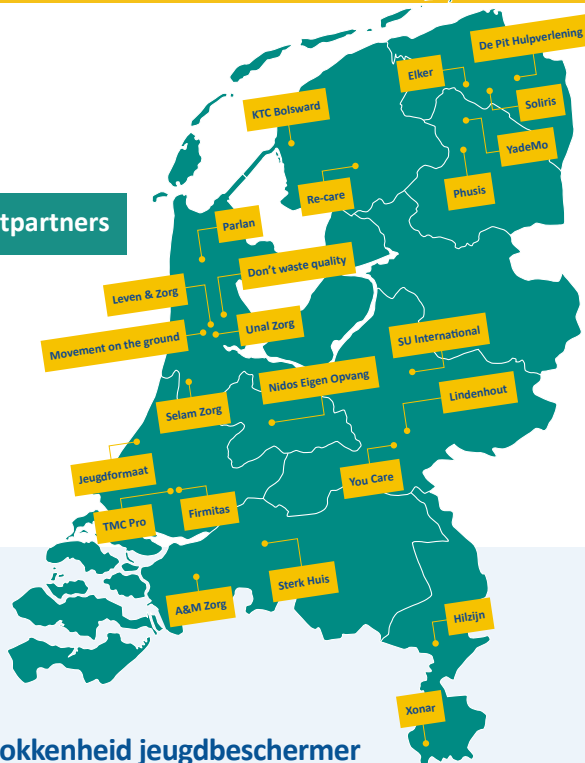 De Pit Hulpverlening
Elker
Soliris
KTC Bolsward
YadeMo
Re-care
Phusis
tpartners
Parlan
Don't waste quality
Leven & Zorg
Unal Zorg
Movement on the ground
SU International
Nidos Eigen Opvang
Lindenhout
Selam Zorg
Jeugdformaat
You Care
TMC Pro
Firmitas
Sterk Huis
A&M Zorg
Hilzijn
Xonar
okkenheid jeugdbeschermer